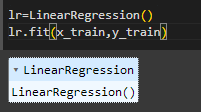 lr=LinearRegression()
lr.fit(x_train,y_train)
▾ LinearRegression
LinearRegression()